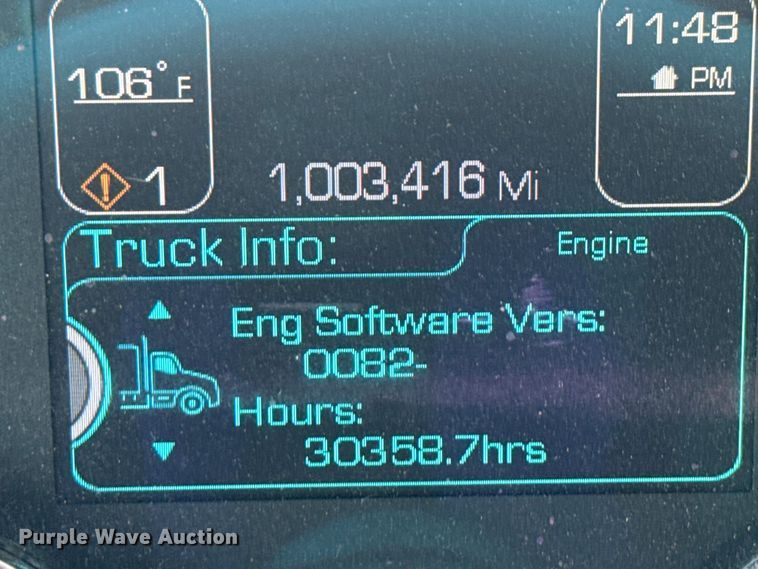 106° F
11:48
PM
1
1,003,416 Mi
Truck Info:
Engine
Eng Software Vers:
0082-
Hours:
30358.7hrs
Purple Wave Auction